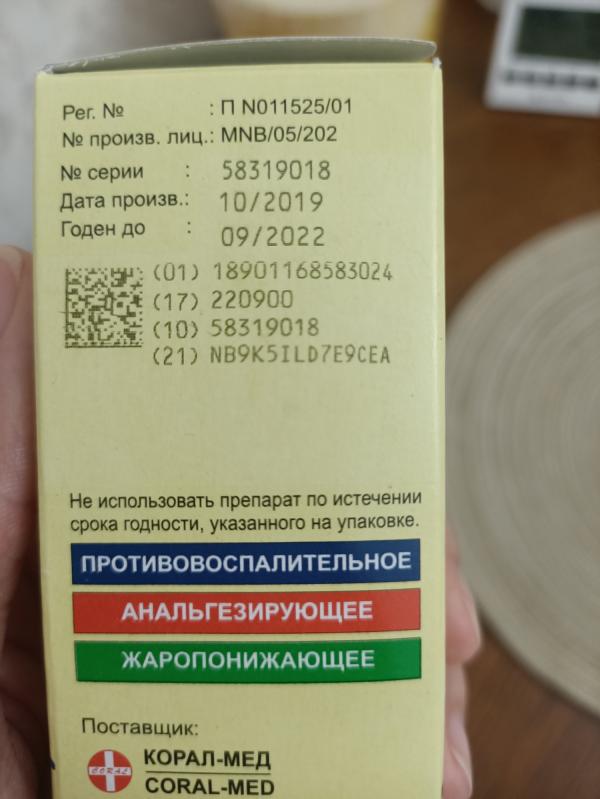 Рег. № : П N011525/01
№ произв. лиц.: MNB/05/202
№ серии : 58319018
Дата произв.: 10/2019
Годен до : 09/2022
(01) 18901168583024
(17) 220900
(10) 58319018
(21) NB9K5ILD7E9CEA
Не использовать препарат по истечении
срока годности, указанного на упаковке.
ПРОТИВОВОСПАЛИТЕЛЬНОЕ
АНАЛЬГЕЗИРУЮЩЕЕ
ЖАРОПОНИЖАЮЩЕЕ
Поставщик:
CORAL
КОРАЛ-МЕД
CORAL-MED